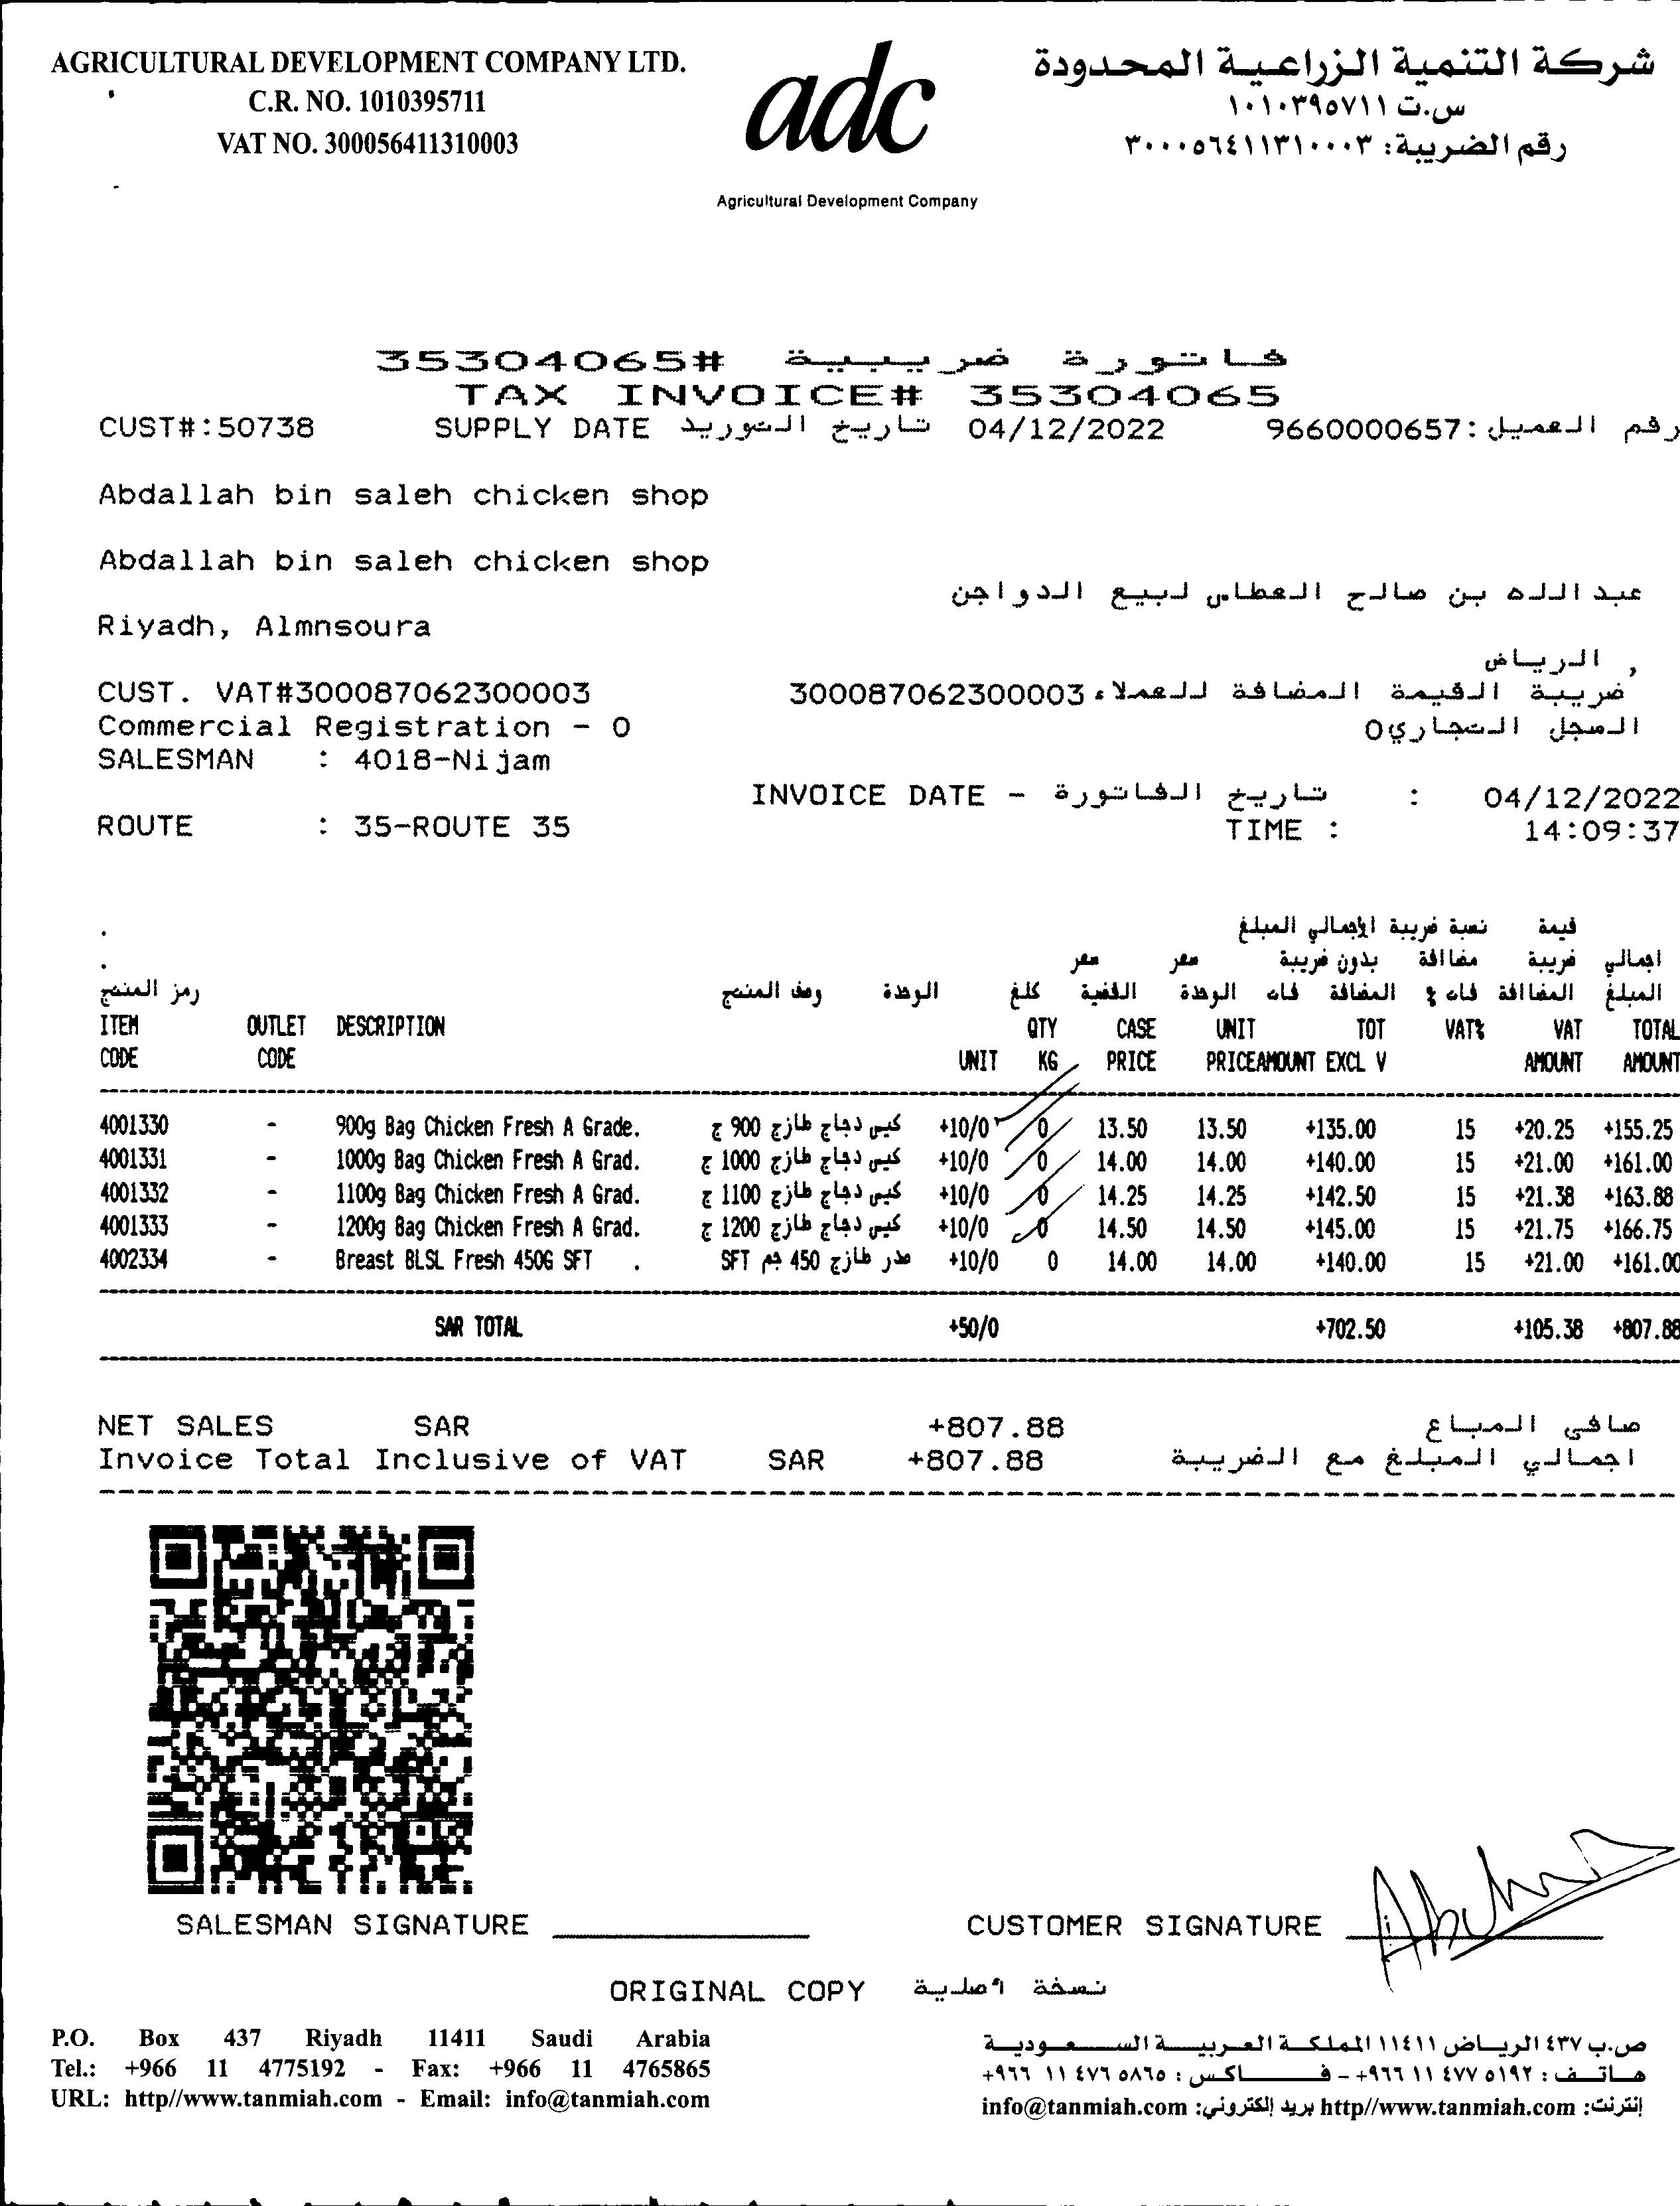 AGRICULTURAL DEVELOPMENT COMPANY LTD.
C.R. NO. 1010395711
VAT NO. 300056411310003
adc
Agricultural Development Company
شركة التنمية الزراعية المحدودة
س.ت ١٠١٠٣٩٥٧١١
رقم الضريبة: ٣٠٠٠٥٦٤١١٣١٠٠٠٣
فاتورة ضريبية #35304065
TAX INVOICE# 35304065
CUST#:50738 SUPPLY DATE تاريخ التوريد 04/12/2022 رقم العميل:9660000657
Abdallah bin saleh chicken shop
Abdallah bin saleh chicken shop
عبدالله بن صالح العطاس لبيع الدواجن
Riyadh, Almnsoura
, الرياض
CUST. VAT#300087062300003 ضريبة القيمة المضافة للعملاء 300087062300003
Commercial Registration - 0 السجل التجاري0
SALESMAN : 4018-Nijam
INVOICE DATE - تاريخ الفاتورة : 04/12/2022
ROUTE : 35-ROUTE 35 TIME : 14:09:37
. نسبة ضريبة الإجمالي المبلغ قيمة
. سعر سعر بدون ضريبة مضاافة ضريبة اجمالي
رمز المنتج وصف المنتج الوحدة كلغ القضية الوحدة المضافة فات فات % المضاافة المبلغ
ITEM OUTLET DESCRIPTION QTY CASE UNIT TOT VAT% VAT TOTAL
CODE CODE UNIT KG PRICE PRICEAMOUNT EXCL V AMOUNT AMOUNT
4001330 - 900g Bag Chicken Fresh A Grade. كيس دجاج طازج 900 ج +10/0 0 13.50 13.50 +135.00 15 +20.25 +155.25
4001331 - 1000g Bag Chicken Fresh A Grad. كيس دجاج طازج 1000 ج +10/0 0 14.00 14.00 +140.00 15 +21.00 +161.00
4001332 - 1100g Bag Chicken Fresh A Grad. كيس دجاج طازج 1100 ج +10/0 0 14.25 14.25 +142.50 15 +21.38 +163.88
4001333 - 1200g Bag Chicken Fresh A Grad. كيس دجاج طازج 1200 ج +10/0 0 14.50 14.50 +145.00 15 +21.75 +166.75
4002334 - Breast BLSL Fresh 450G SFT . صدر طازج 450 جم SFT +10/0 0 14.00 14.00 +140.00 15 +21.00 +161.00
SAR TOTAL +50/0 +702.50 +105.38 +807.88
NET SALES SAR +807.88 صافي المباع
Invoice Total Inclusive of VAT SAR +807.88 اجمالي المبلغ مع الضريبة
SALESMAN SIGNATURE CUSTOMER SIGNATURE
ORIGINAL COPY نسخة أصلية
P.O. Box 437 Riyadh 11411 Saudi Arabia
Tel.: +966 11 4775192 - Fax: +966 11 4765865
URL: http//www.tanmiah.com - Email: info@tanmiah.com
ص.ب ٤٣٧ الرياض ١١٤١١ المملكة العربية السعودية
هاتف : ٥١٩٢ ٤٧٧ ١١ ٩٦٦+ - فاكس : ٥٨٦٥ ٤٧٦ ١١ ٩٦٦+
إنترنت: http//www.tanmiah.com بريد إلكتروني: info@tanmiah.com